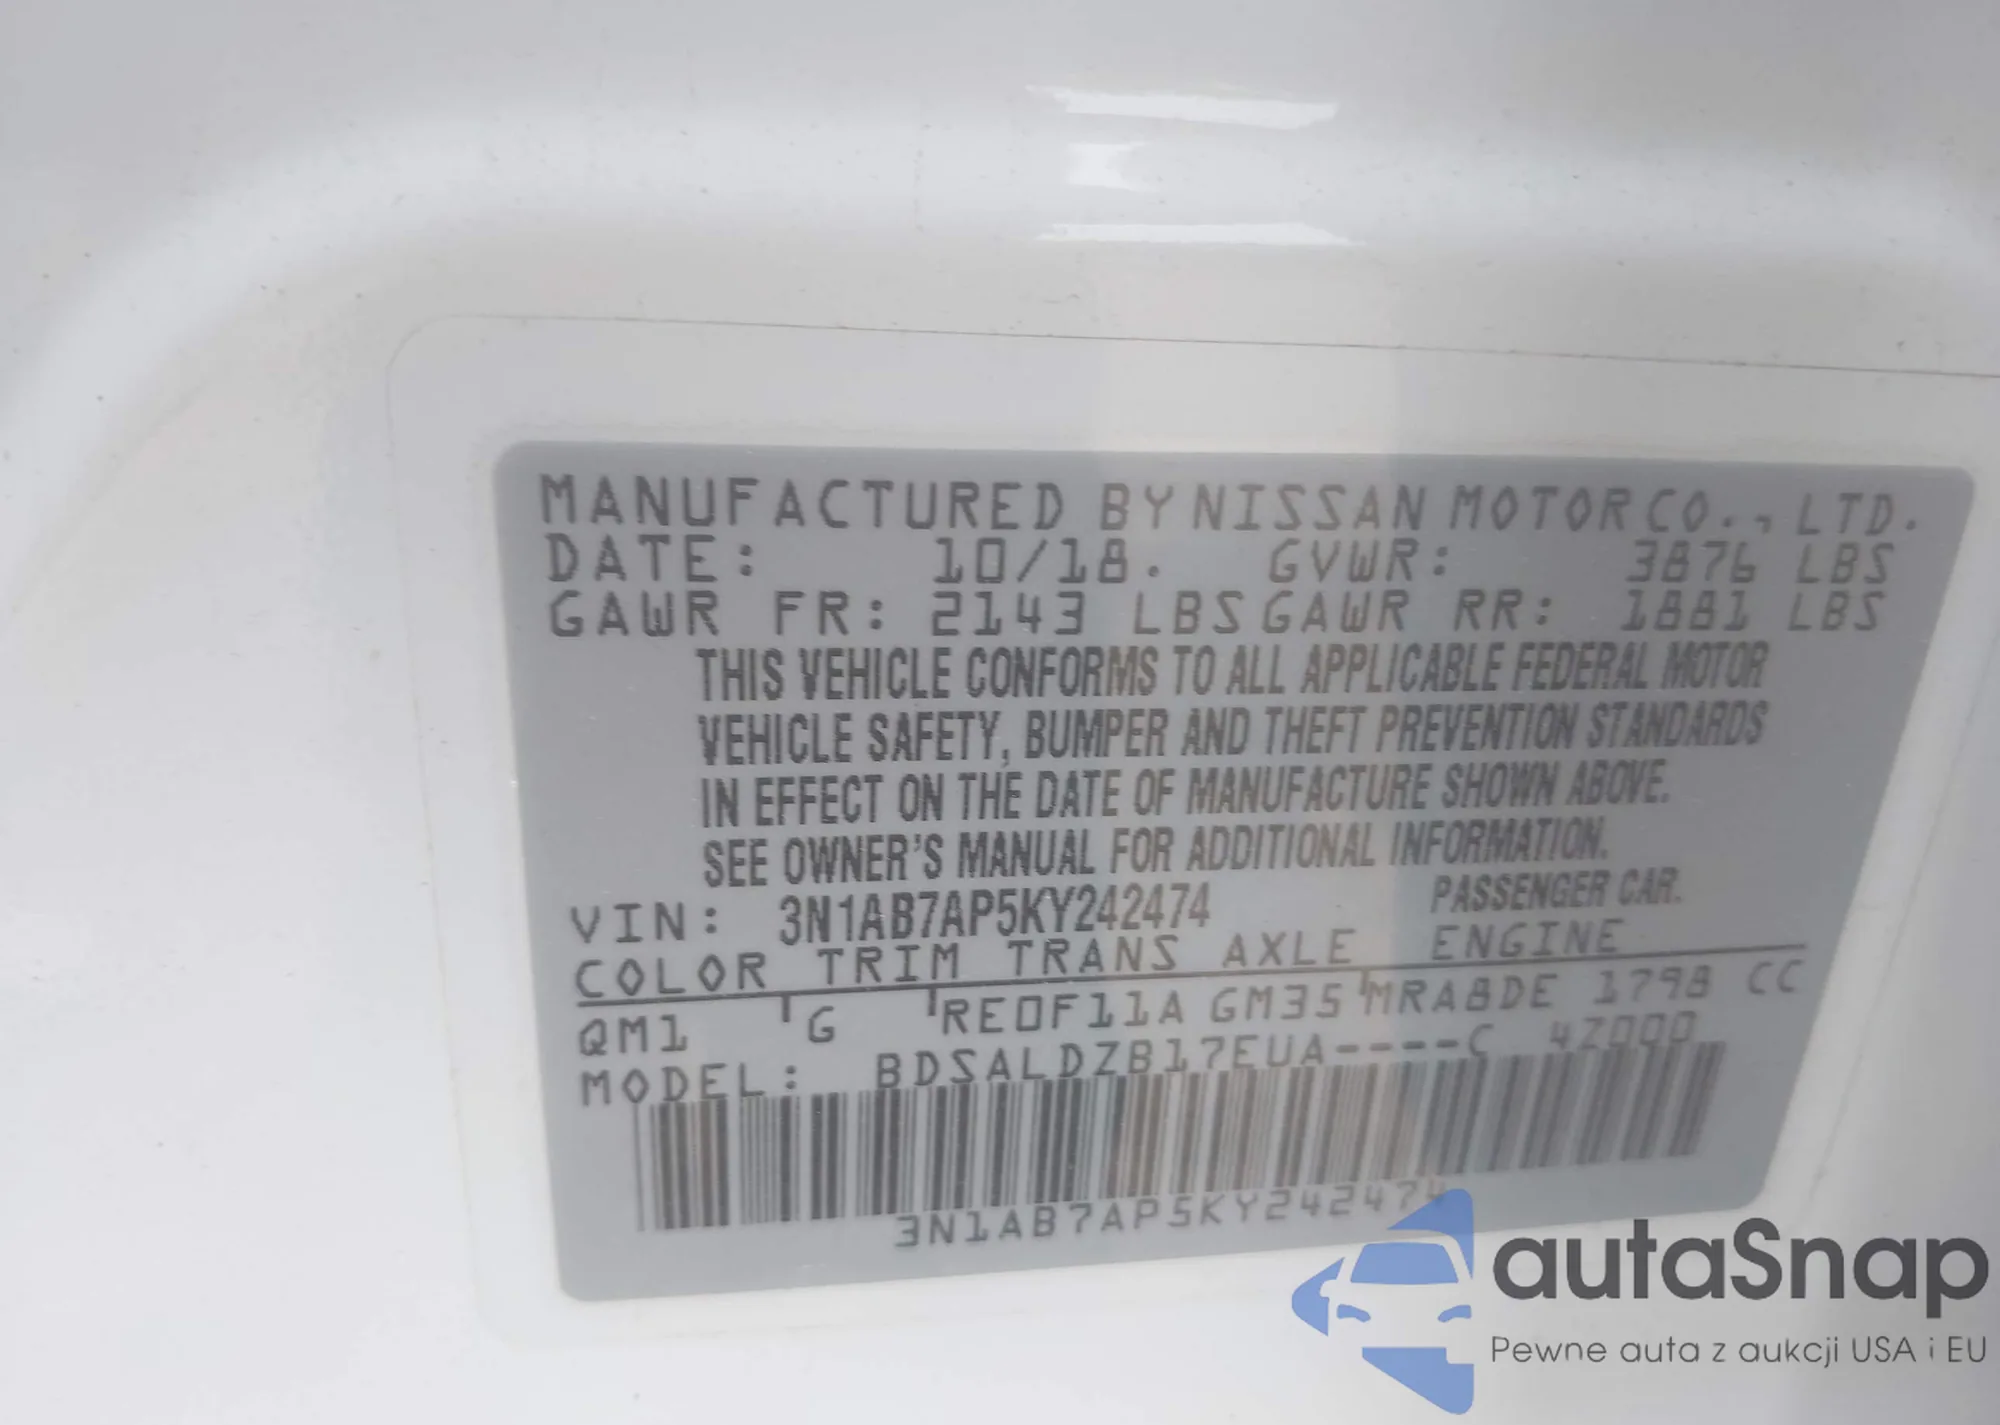 MANUFACTURED BY NISSAN MOTOR CO., LTD.
DATE: 10/18. GVWR: 3876 LBS
GAWR FR: 2143 LBS GAWR RR: 1881 LBS
THIS VEHICLE CONFORMS TO ALL APPLICABLE FEDERAL MOTOR
VEHICLE SAFETY, BUMPER AND THEFT PREVENTION STANDARDS
IN EFFECT ON THE DATE OF MANUFACTURE SHOWN ABOVE.
SEE OWNER'S MANUAL FOR ADDITIONAL INFORMATION.
VIN: 3N1AB7AP5KY242474 PASSENGER CAR.
COLOR TRIM TRANS AXLE ENGINE
QM1 G RE0F11A GM35 MRA8DE 1798 CC
MODEL: BDSALDZB17EUA----C 4Z000
3N1AB7AP5KY242474
autaSnap
Pewne auta z aukcji USA i EU